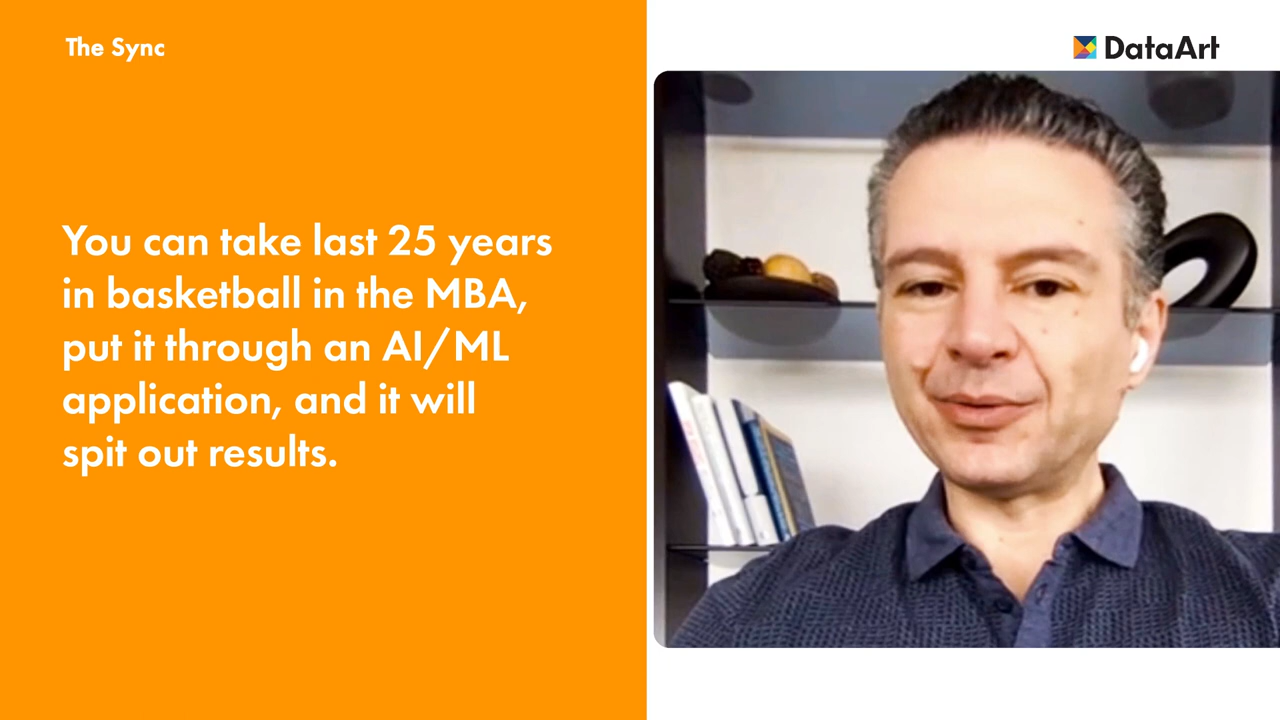 The Sync
DataArt
You can take last 25 years
in basketball in the MBA,
put it through an AI/ML
application, and it will
spit out results.